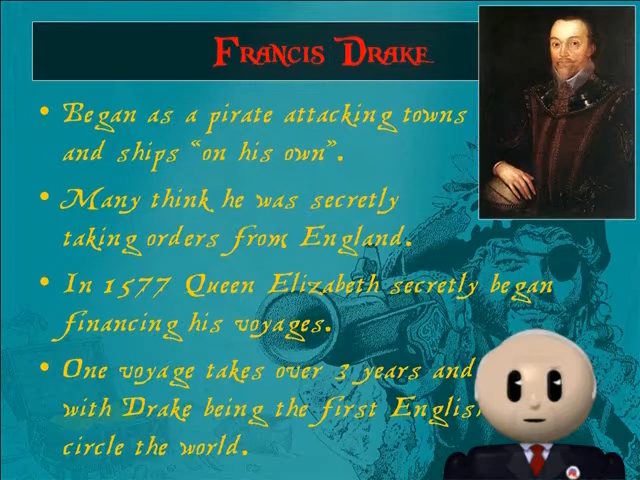 Francis Drake
• Began as a pirate attacking towns
and ships “on his own”.
• Many think he was secretly
taking orders from England.
• In 1577 Queen Elizabeth secretly began
financing his voyages.
• One voyage takes over 3 years and
with Drake being the first English
circle the world.